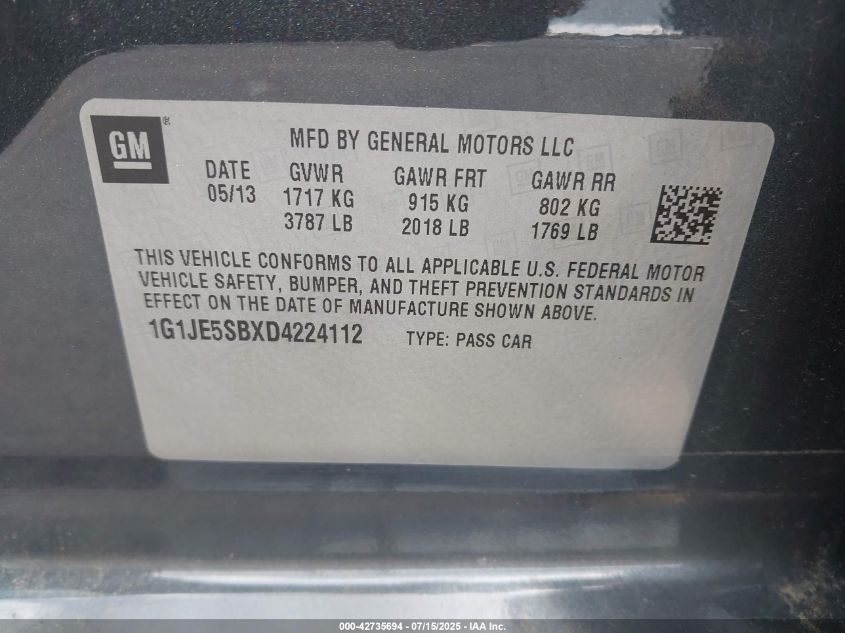 GM®
MFD BY GENERAL MOTORS LLC
DATE GVWR GAWR FRT GAWR RR
05/13 1717 KG 915 KG 802 KG
3787 LB 2018 LB 1769 LB
THIS VEHICLE CONFORMS TO ALL APPLICABLE U.S. FEDERAL MOTOR
VEHICLE SAFETY, BUMPER, AND THEFT PREVENTION STANDARDS IN
EFFECT ON THE DATE OF MANUFACTURE SHOWN ABOVE.
1G1JE5SBXD4224112 TYPE: PASS CAR
000-42735694 - 07/15/2025 - IAA Inc.